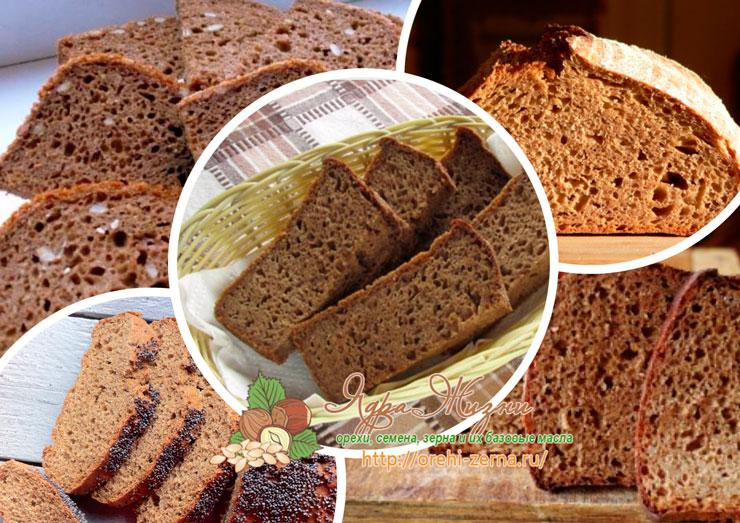 Ядра Жизни
орехи, семена, зерна и их базовые масла
http://orehi-zerna.ru/